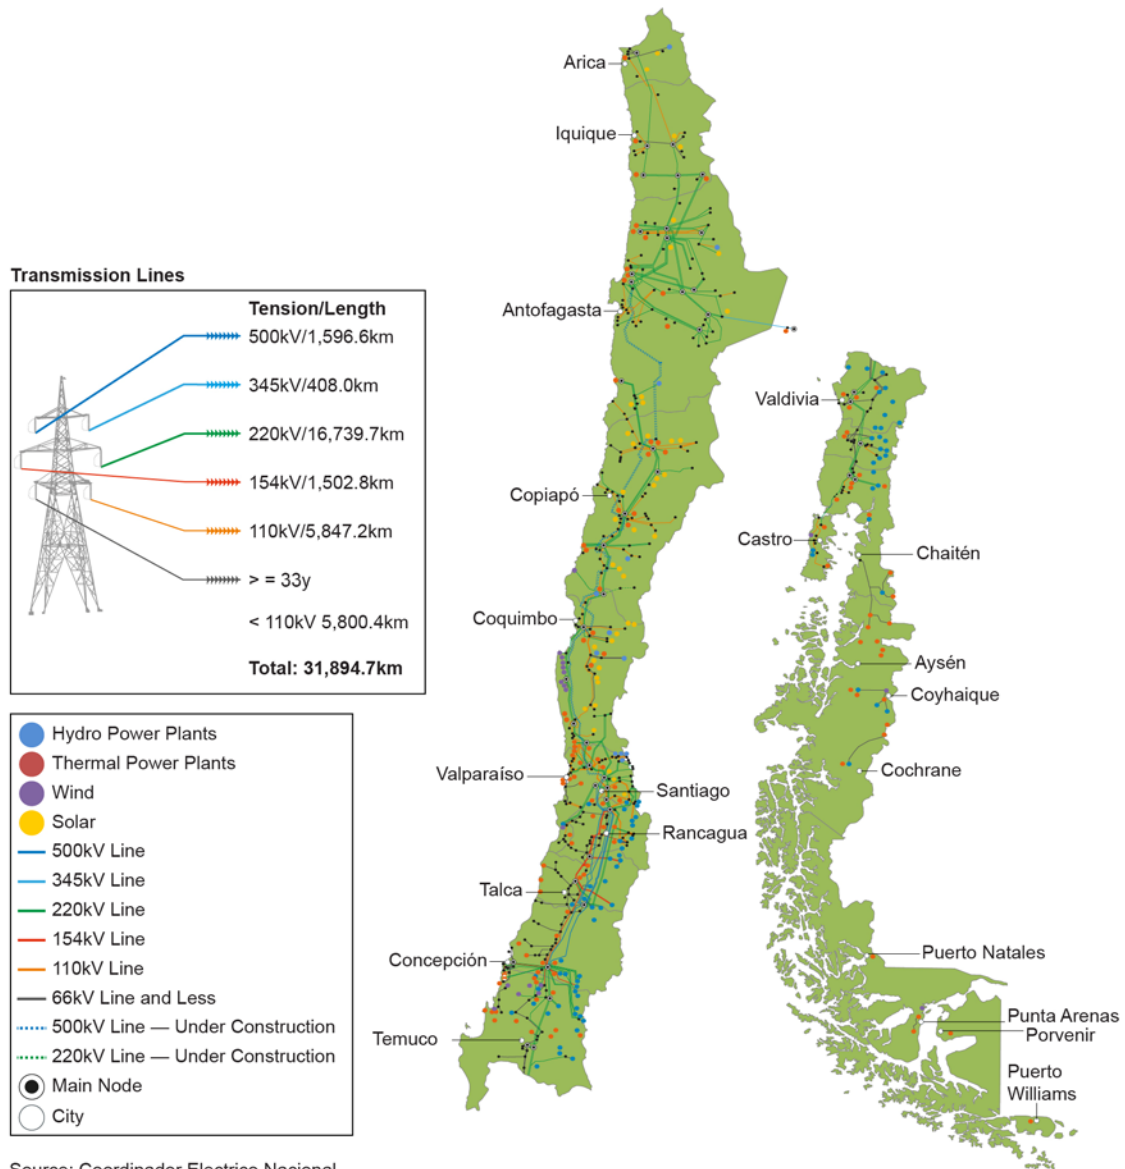 Arica
Iquique
Transmission Lines
Tension/Length
500kV/1,596.6km
345kV/408.0km
220kV/16,739.7km
154kV/1,502.8km
110kV/5,847.2km
> = 33y
< 110kV 5,800.4km
Total: 31,894.7km
Antofagasta
Valdivia
Copiapó
Castro
Chaitén
Coquimbo
Aysén
Coyhaique
Hydro Power Plants
Thermal Power Plants
Wind
Solar
500kV Line
345kV Line
220kV Line
154kV Line
110kV Line
66kV Line and Less
500kV Line — Under Construction
220kV Line — Under Construction
Main Node
City
Valparaíso
Cochrane
Santiago
Rancagua
Talca
Concepción
Puerto Natales
Temuco
Punta Arenas
Porvenir
Puerto
Williams
Source: Coordinador Electrico Nacional